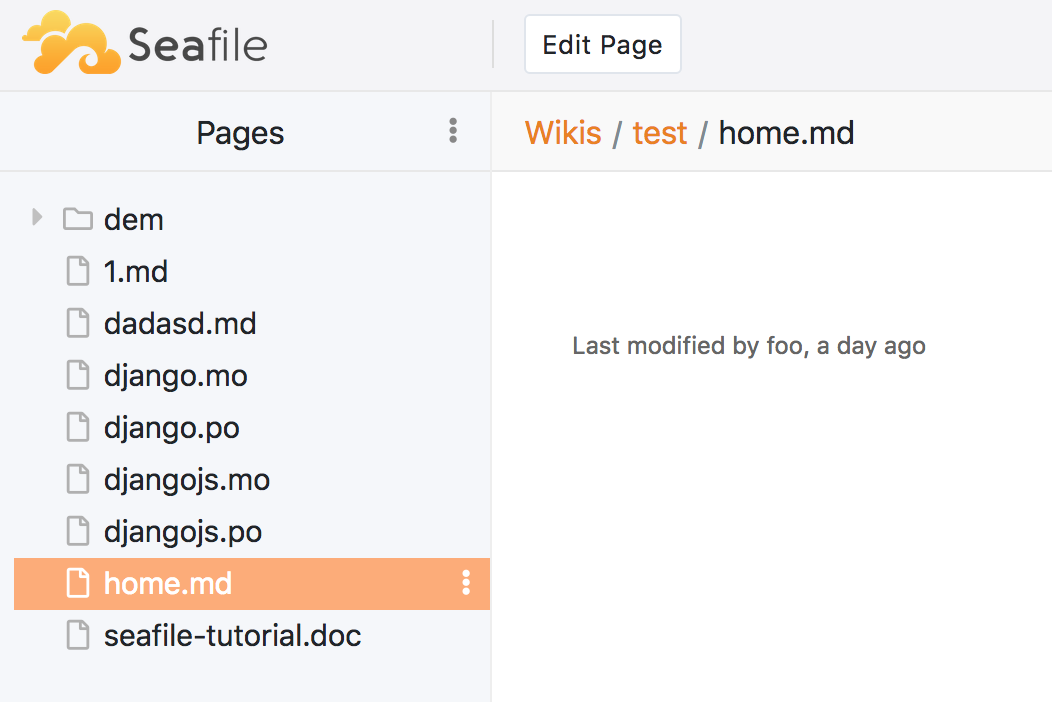 Seafile
Edit Page
Pages
Wikis / test / home.md
dem
1.md
dadasd.md
django.mo
django.po
djangojs.mo
djangojs.po
home.md
seafile-tutorial.doc
Last modified by foo, a day ago